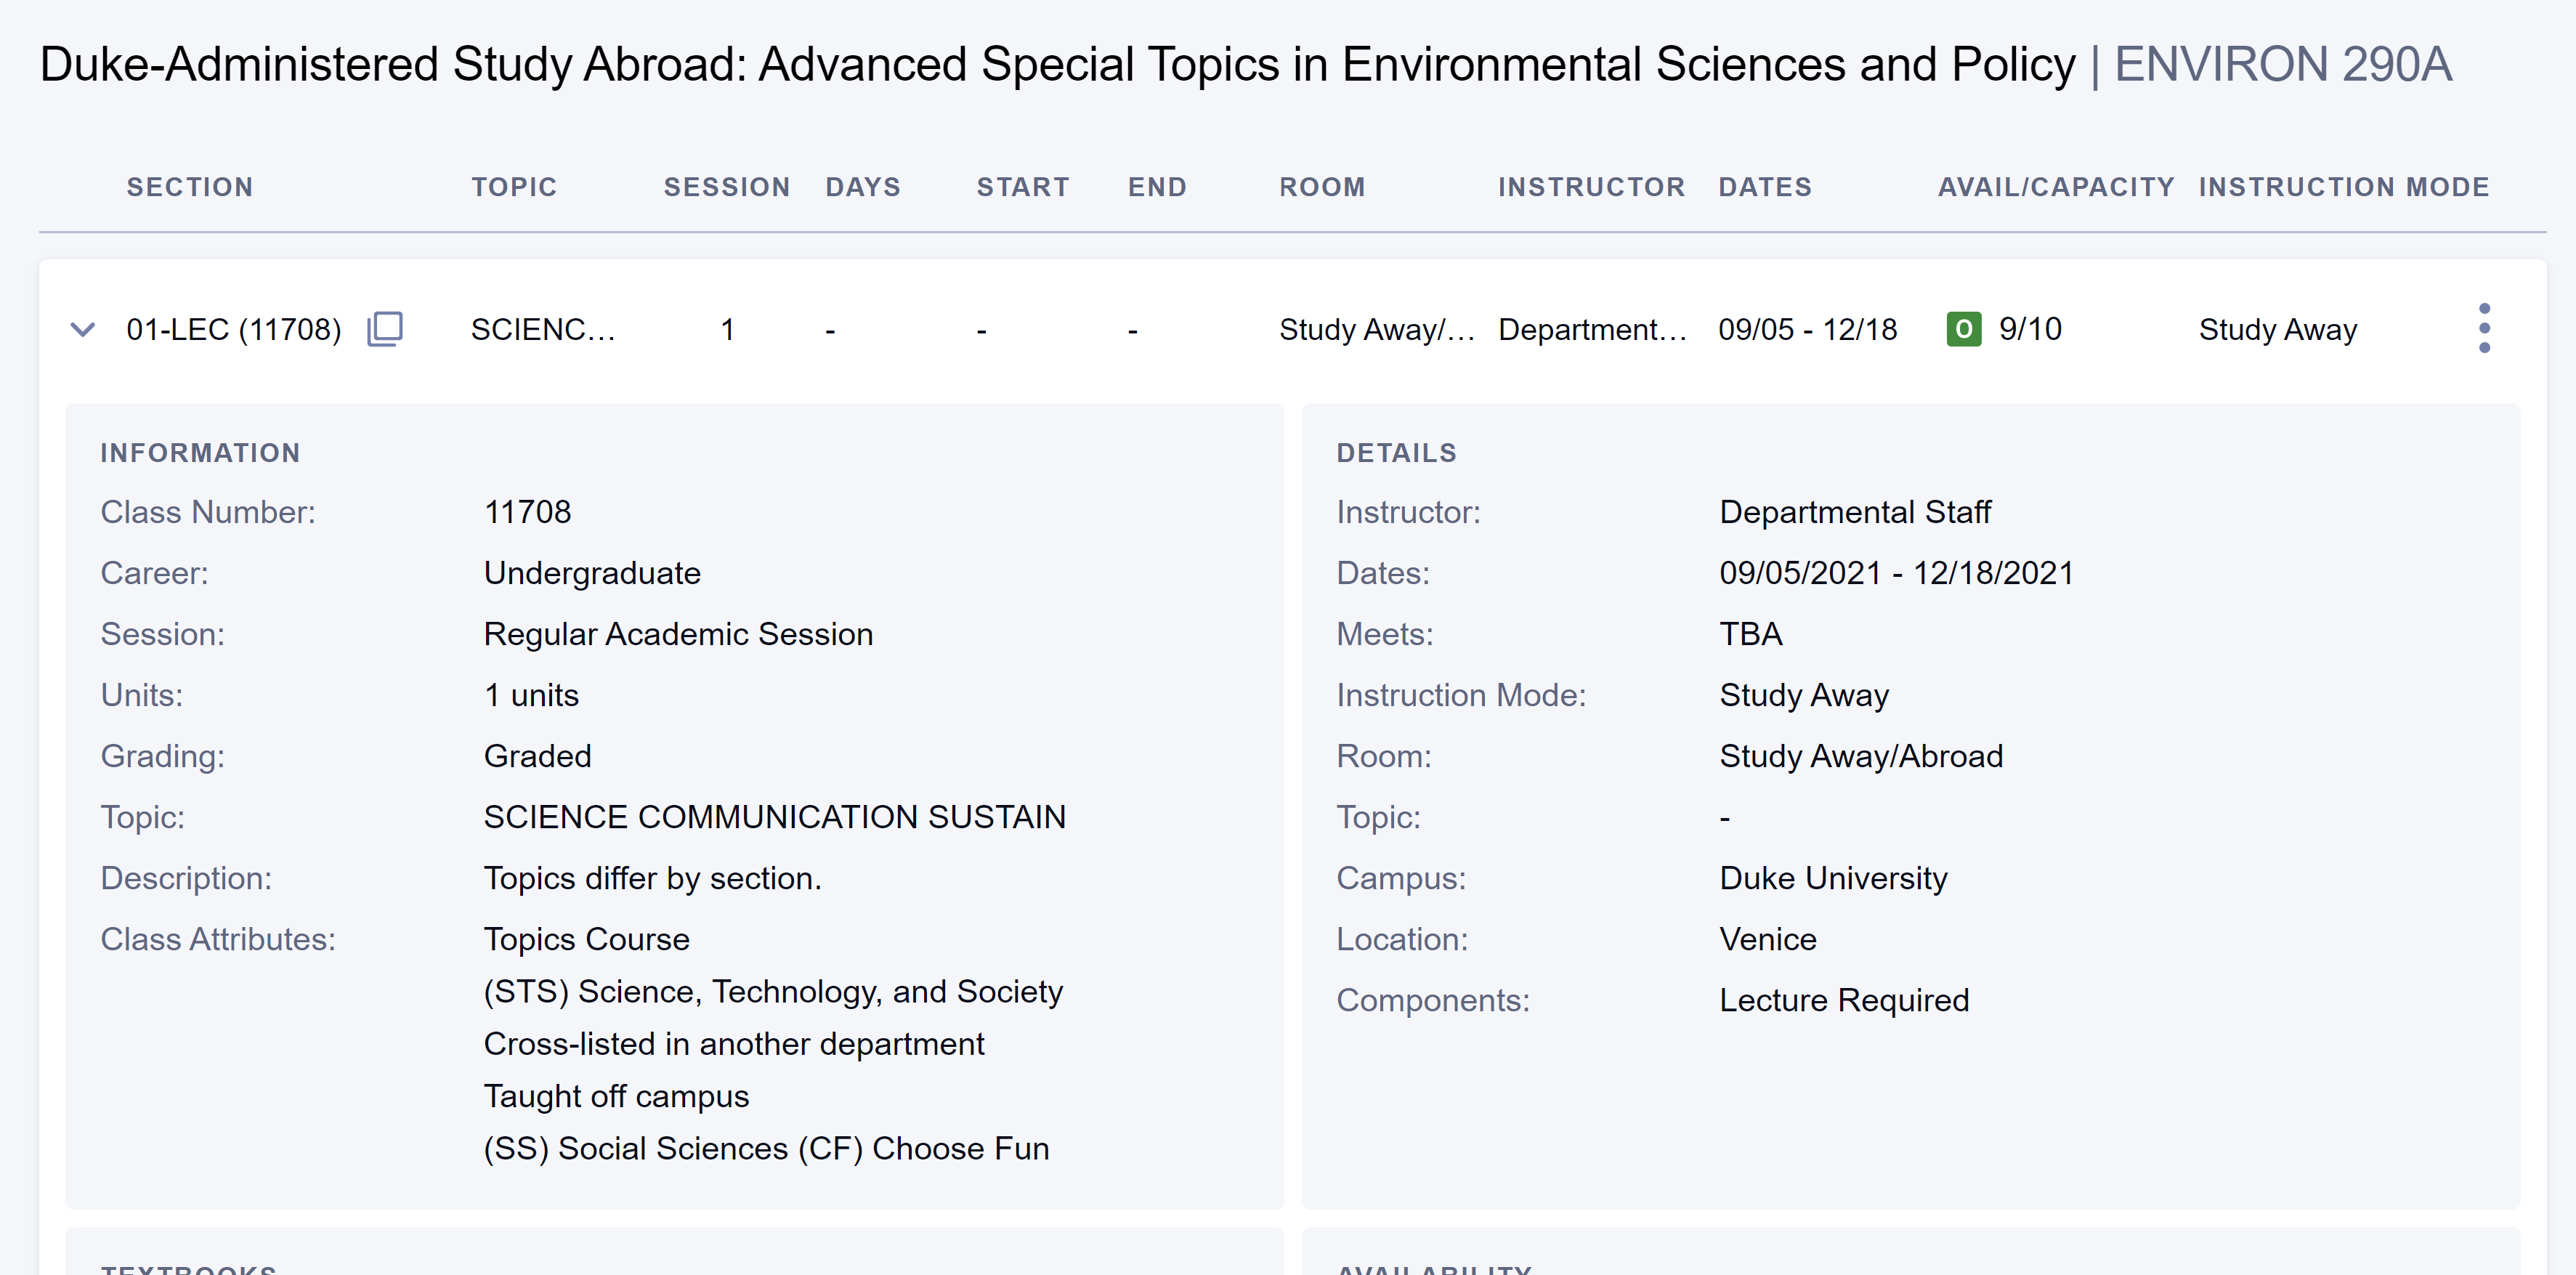 Duke-Administered Study Abroad: Advanced Special Topics in Environmental Sciences and Policy | ENVIRON 290A
SECTION TOPIC SESSION DAYS START END ROOM INSTRUCTOR DATES AVAIL/CAPACITY INSTRUCTION MODE
01-LEC (11708) SCIENC... 1 - - - Study Away/... Department... 09/05 - 12/18 O 9/10 Study Away
INFORMATION
Class Number: 11708
Career: Undergraduate
Session: Regular Academic Session
Units: 1 units
Grading: Graded
Topic: SCIENCE COMMUNICATION SUSTAIN
Description: Topics differ by section.
Class Attributes: Topics Course
(STS) Science, Technology, and Society
Cross-listed in another department
Taught off campus
(SS) Social Sciences (CF) Choose Fun
DETAILS
Instructor: Departmental Staff
Dates: 09/05/2021 - 12/18/2021
Meets: TBA
Instruction Mode: Study Away
Room: Study Away/Abroad
Topic: -
Campus: Duke University
Location: Venice
Components: Lecture Required
TEXTBOOKS
AVAILABILITY